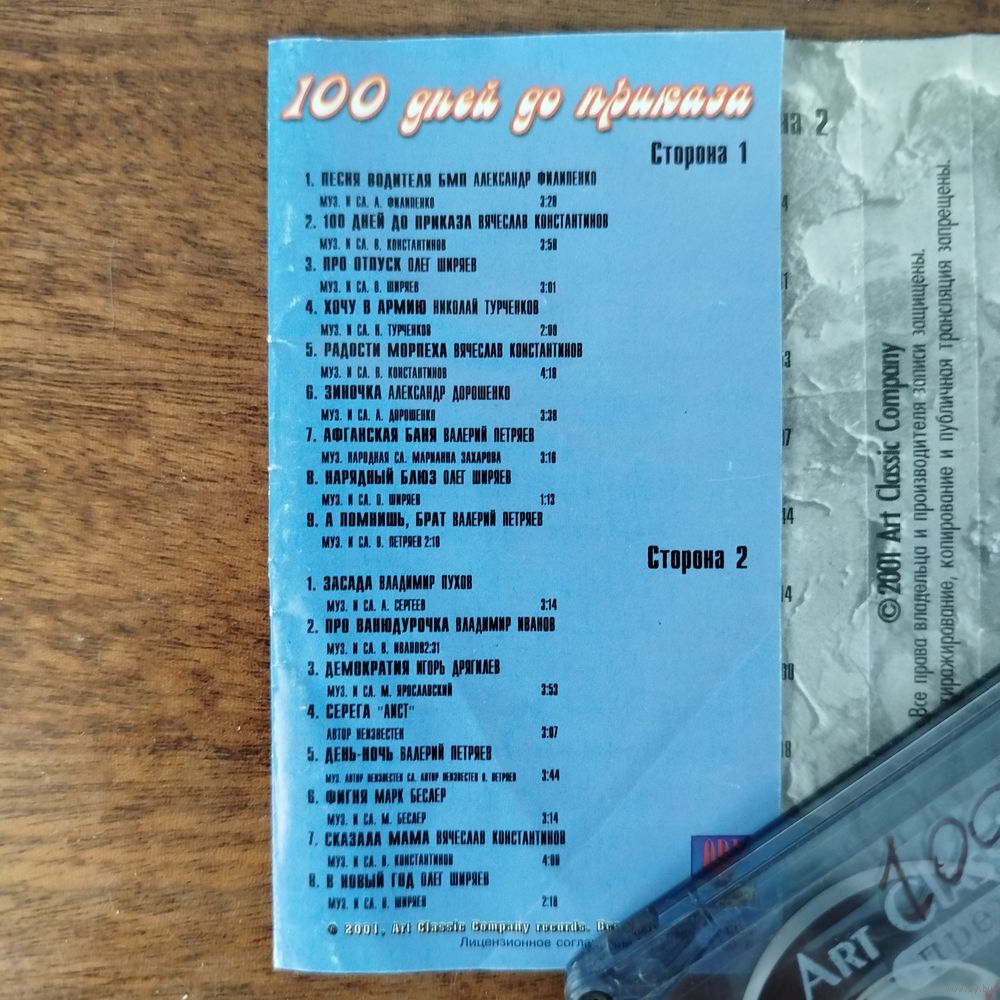 100 дней до приказа
Сторона 1
1. ПЕСНЯ ВОДИТЕЛЯ БМП АЛЕКСАНДР ФИЛИПЕНКО
МУЗ. И СЛ. А. ФИЛИПЕНКО 3:20
2. 100 ДНЕЙ ДО ПРИКАЗА ВЯЧЕСЛАВ КОНСТАНТИНОВ
МУЗ. И СЛ. В. КОНСТАНТИНОВ 3:58
3. ПРО ОТПУСК ОЛЕГ ШИРЯЕВ
МУЗ. И СЛ. О. ШИРЯЕВ 3:01
4. ХОЧУ В АРМИЮ НИКОЛАЙ ТУРЧЕНКОВ
МУЗ. И СЛ. Н. ТУРЧЕНКОВ 2:00
5. РАДОСТИ МОРПЕХА ВЯЧЕСЛАВ КОНСТАНТИНОВ
МУЗ. И СЛ. В. КОНСТАНТИНОВ 4:18
6. ЗИНОЧКА АЛЕКСАНДР ДОРОШЕНКО
МУЗ. И СЛ. А. ДОРОШЕНКО 3:38
7. АФГАНСКАЯ БАНЯ ВАЛЕРИЙ ПЕТРЯЕВ
МУЗ. НАРОДНАЯ СЛ. МАРИАННА ЗАХАРОВА 3:16
8. НАРЯДНЫЙ БЛЮЗ ОЛЕГ ШИРЯЕВ
МУЗ. И СЛ. О. ШИРЯЕВ 1:13
9. А ПОМНИШЬ, БРАТ ВАЛЕРИЙ ПЕТРЯЕВ
МУЗ. И СЛ. В. ПЕТРЯЕВ 2:18
Сторона 2
1. ЗАСАДА ВЛАДИМИР ПУХОВ
МУЗ. И СЛ. А. СЕРГЕЕВ 3:14
2. ПРО ВАНЮДУРОЧКА ВЛАДИМИР ИВАНОВ
МУЗ. И СЛ. В. ИВАНОВ2:31
3. ДЕМОКРАТИЯ ИГОРЬ ДРЯГИЛЕВ
МУЗ. И СЛ. М. ЯРОСЛАВСКИЙ 3:53
4. СЕРЕГА "АИСТ"
АВТОР НЕИЗВЕСТЕН 3:07
5. ДЕНЬ-НОЧЬ ВАЛЕРИЙ ПЕТРЯЕВ
МУЗ. АВТОР НЕИЗВЕСТЕН СЛ. АВТОР НЕИЗВЕСТЕН В. ПЕТРЯЕВ 3:44
6. ФИГНЯ МАРК БЕСЛЕР
МУЗ. И СЛ. М. БЕСЛЕР 3:14
7. СКАЗАЛА МАМА ВЯЧЕСЛАВ КОНСТАНТИНОВ
МУЗ. И СЛ. В. КОНСТАНТИНОВ 4:00
8. В НОВЫЙ ГОД ОЛЕГ ШИРЯЕВ
МУЗ. И СЛ. О. ШИРЯЕВ 2:18
© 2001, Art Classic Company records.
Лицензионное
2
©2001 Art Classic Company
Все права владельца и производителя записи защищены.
тиражирование, копирование и публичная трансляция запрещены.
100
ART